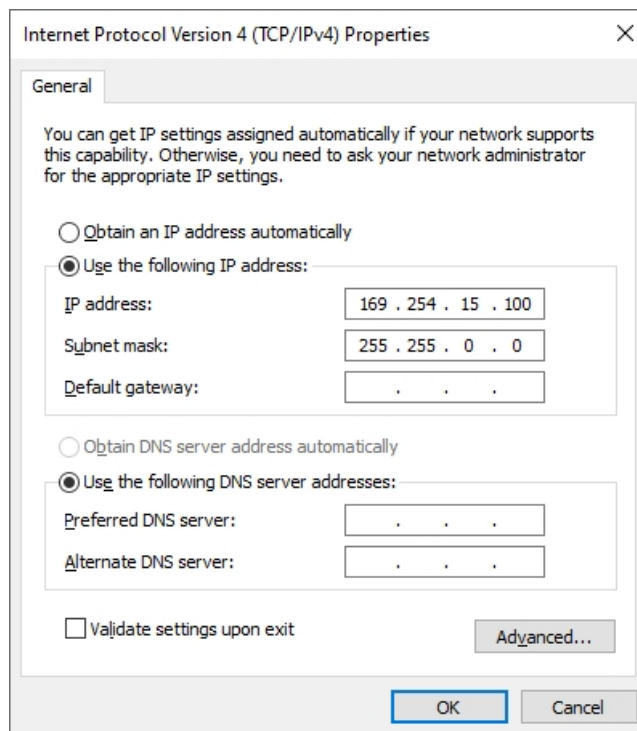 Internet Protocol Version 4 (TCP/IPv4) Properties
General
You can get IP settings assigned automatically if your network supports
this capability. Otherwise, you need to ask your network administrator
for the appropriate IP settings.
Obtain an IP address automatically
Use the following IP address:
IP address: 169 . 254 . 15 . 100
Subnet mask: 255 . 255 . 0 . 0
Default gateway: . . .
Obtain DNS server address automatically
Use the following DNS server addresses:
Preferred DNS server: . . .
Alternate DNS server: . . .
Validate settings upon exit
Advanced...
OK Cancel